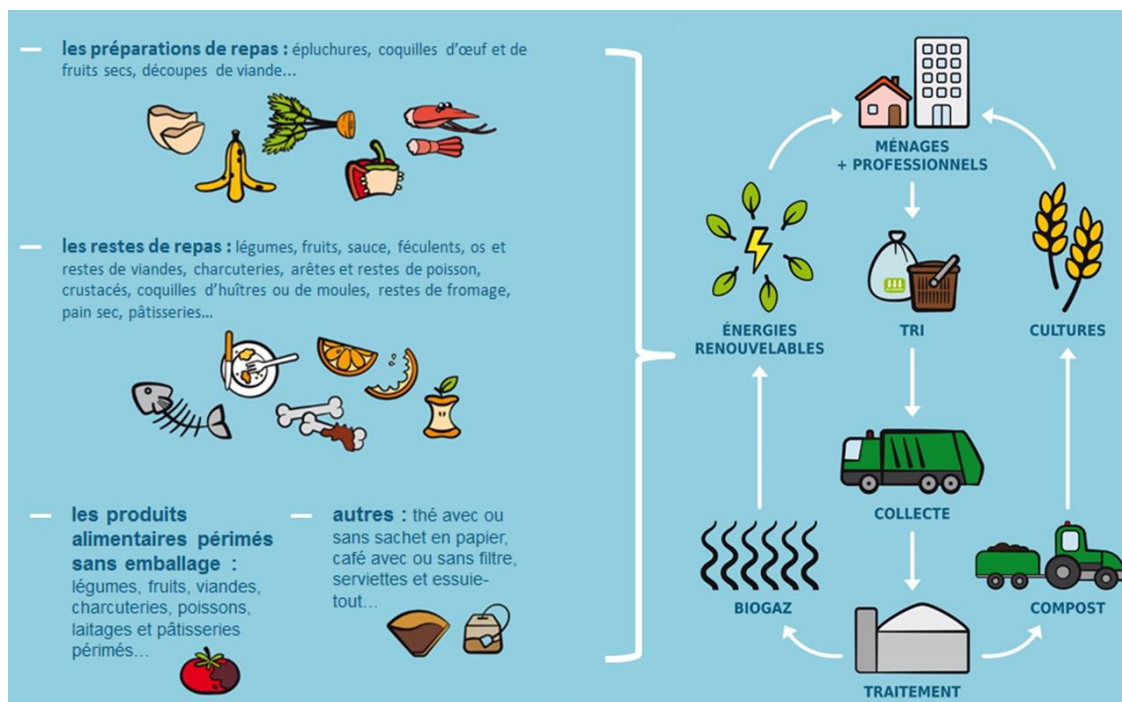 les préparations de repas : épluchures, coquilles d'œuf et de
fruits secs, découpes de viande...
les restes de repas : légumes, fruits, sauce, féculents, os et
restes de viandes, charcuteries, arêtes et restes de poisson,
crustacés, coquilles d'huîtres ou de moules, restes de fromage,
pain sec, pâtisseries...
les produits
alimentaires périmés
sans emballage :
légumes, fruits, viandes,
charcuteries, poissons,
laitages et pâtisseries
périmés...
autres : thé avec ou
sans sachet en papier,
café avec ou sans filtre,
serviettes et essuie-
tout...
MÉNAGES
+ PROFESSIONNELS
ÉNERGIES
RENOUVELABLES
TRI
CULTURES
COLLECTE
BIOGAZ
COMPOST
TRAITEMENT